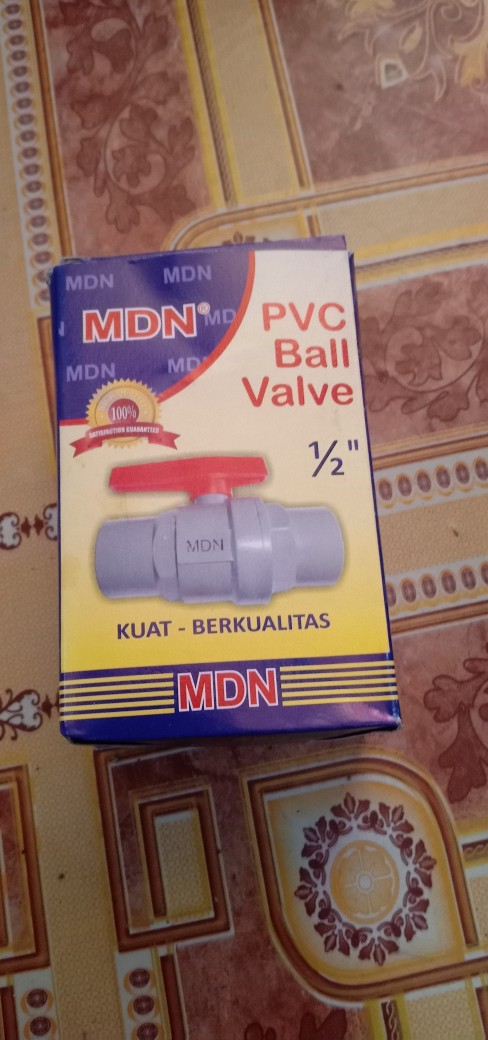 MDN MDN
MDN® MD
N
MDN MD
PVC
Ball
Valve
100%
SATISFACTION GUARANTEED
½"
MDN
KUAT - BERKUALITAS
MDN